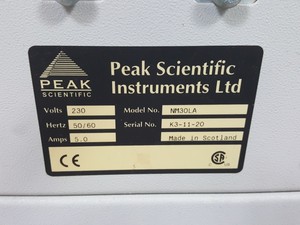 PEAK
SCIENTIFIC
Peak Scientific
Instruments Ltd
Volts 230 Model No. NM30LA
Hertz 50/60 Serial No. K3-11-20
Amps 5.0 Made in Scotland
CE